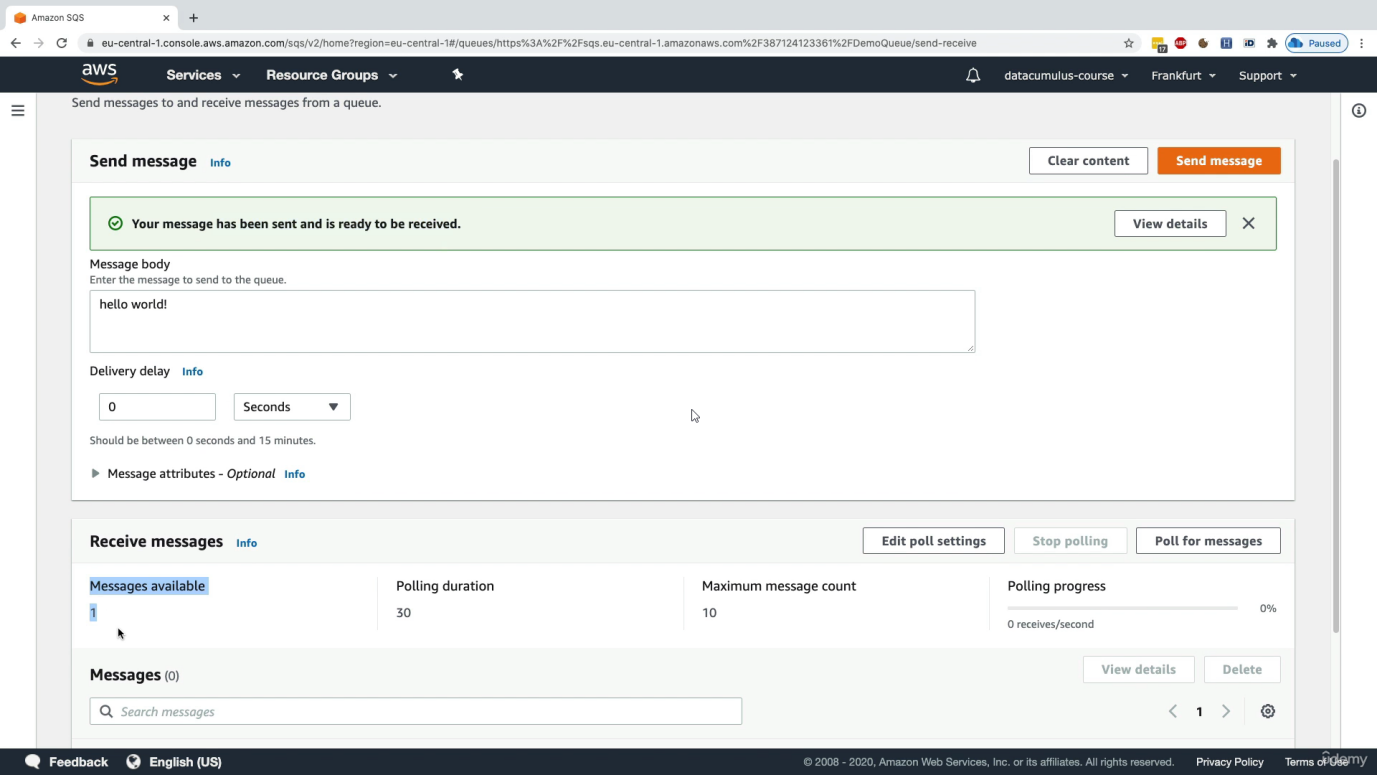 Amazon SQS
eu-central-1.console.aws.amazon.com/sqs/v2/home?region=eu-central-1#/queues/https%3A%2F%2Fsqs.eu-central-1.amazonaws.com%2F387124123361%2FDemoQueue/send-receive
17 ABP H iD Paused
aws Services Resource Groups datacumulus-course Frankfurt Support
Send messages to and receive messages from a queue.
Send message Info Clear content Send message
Your message has been sent and is ready to be received. View details
Message body
Enter the message to send to the queue.
hello world!
Delivery delay Info
0 Seconds
Should be between 0 seconds and 15 minutes.
Message attributes - Optional Info
Receive messages Info Edit poll settings Stop polling Poll for messages
Messages available Polling duration Maximum message count Polling progress
1 30 10 0%
0 receives/second
Messages (0) View details Delete
Search messages 1
Feedback English (US) © 2008 - 2020, Amazon Web Services, Inc. or its affiliates. All rights reserved. Privacy Policy Terms of Use
ûdemy